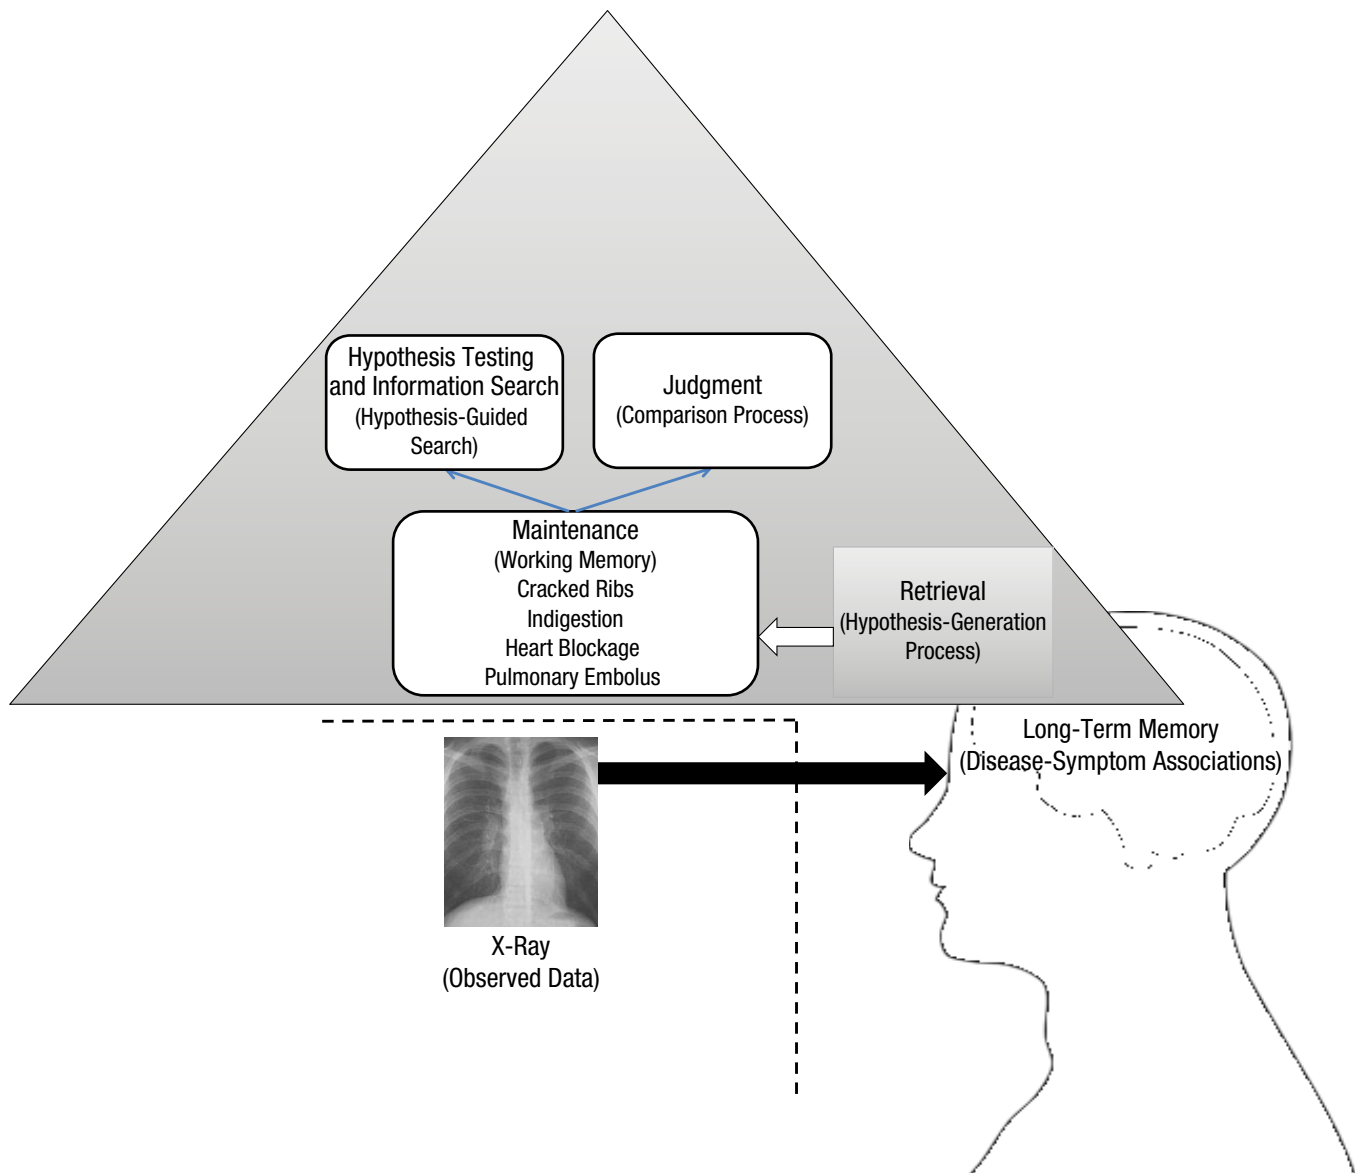 Hypothesis Testing
and Information Search
(Hypothesis-Guided
Search)
Judgment
(Comparison Process)
Maintenance
(Working Memory)
Cracked Ribs
Indigestion
Heart Blockage
Pulmonary Embolus
Retrieval
(Hypothesis-Generation
Process)
Long-Term Memory
(Disease-Symptom Associations)
X-Ray
(Observed Data)